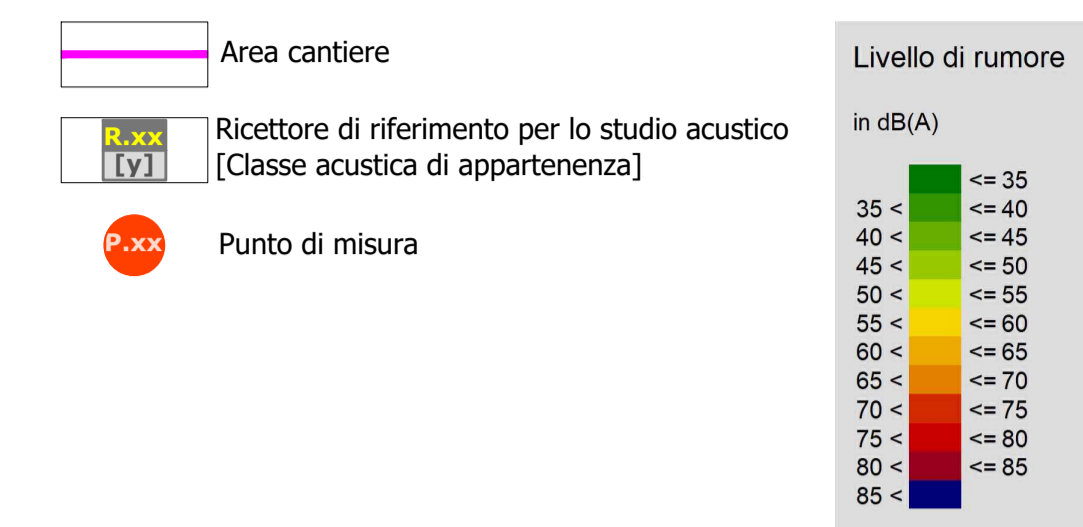 Area cantiere
R.xx
[y]
Ricettore di riferimento per lo studio acustico
[Classe acustica di appartenenza]
P.xx
Punto di misura
Livello di rumore
in dB(A)
<= 35
35 < <= 40
40 < <= 45
45 < <= 50
50 < <= 55
55 < <= 60
60 < <= 65
65 < <= 70
70 < <= 75
75 < <= 80
80 < <= 85
85 <